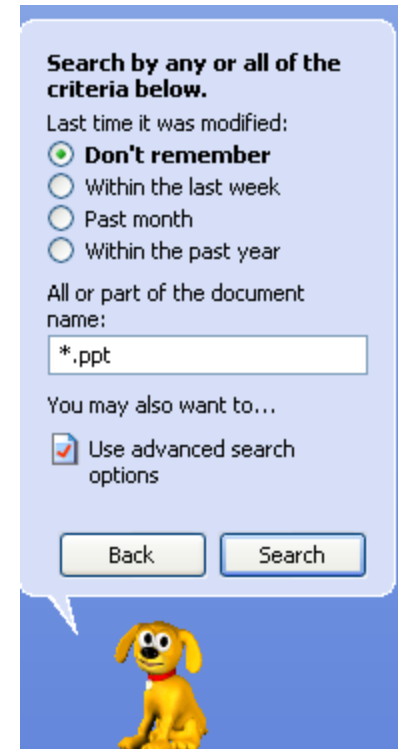 Search by any or all of the
criteria below.
Last time it was modified:
Don't remember
Within the last week
Past month
Within the past year
All or part of the document
name:
*.ppt
You may also want to...
Use advanced search
options
Back
Search